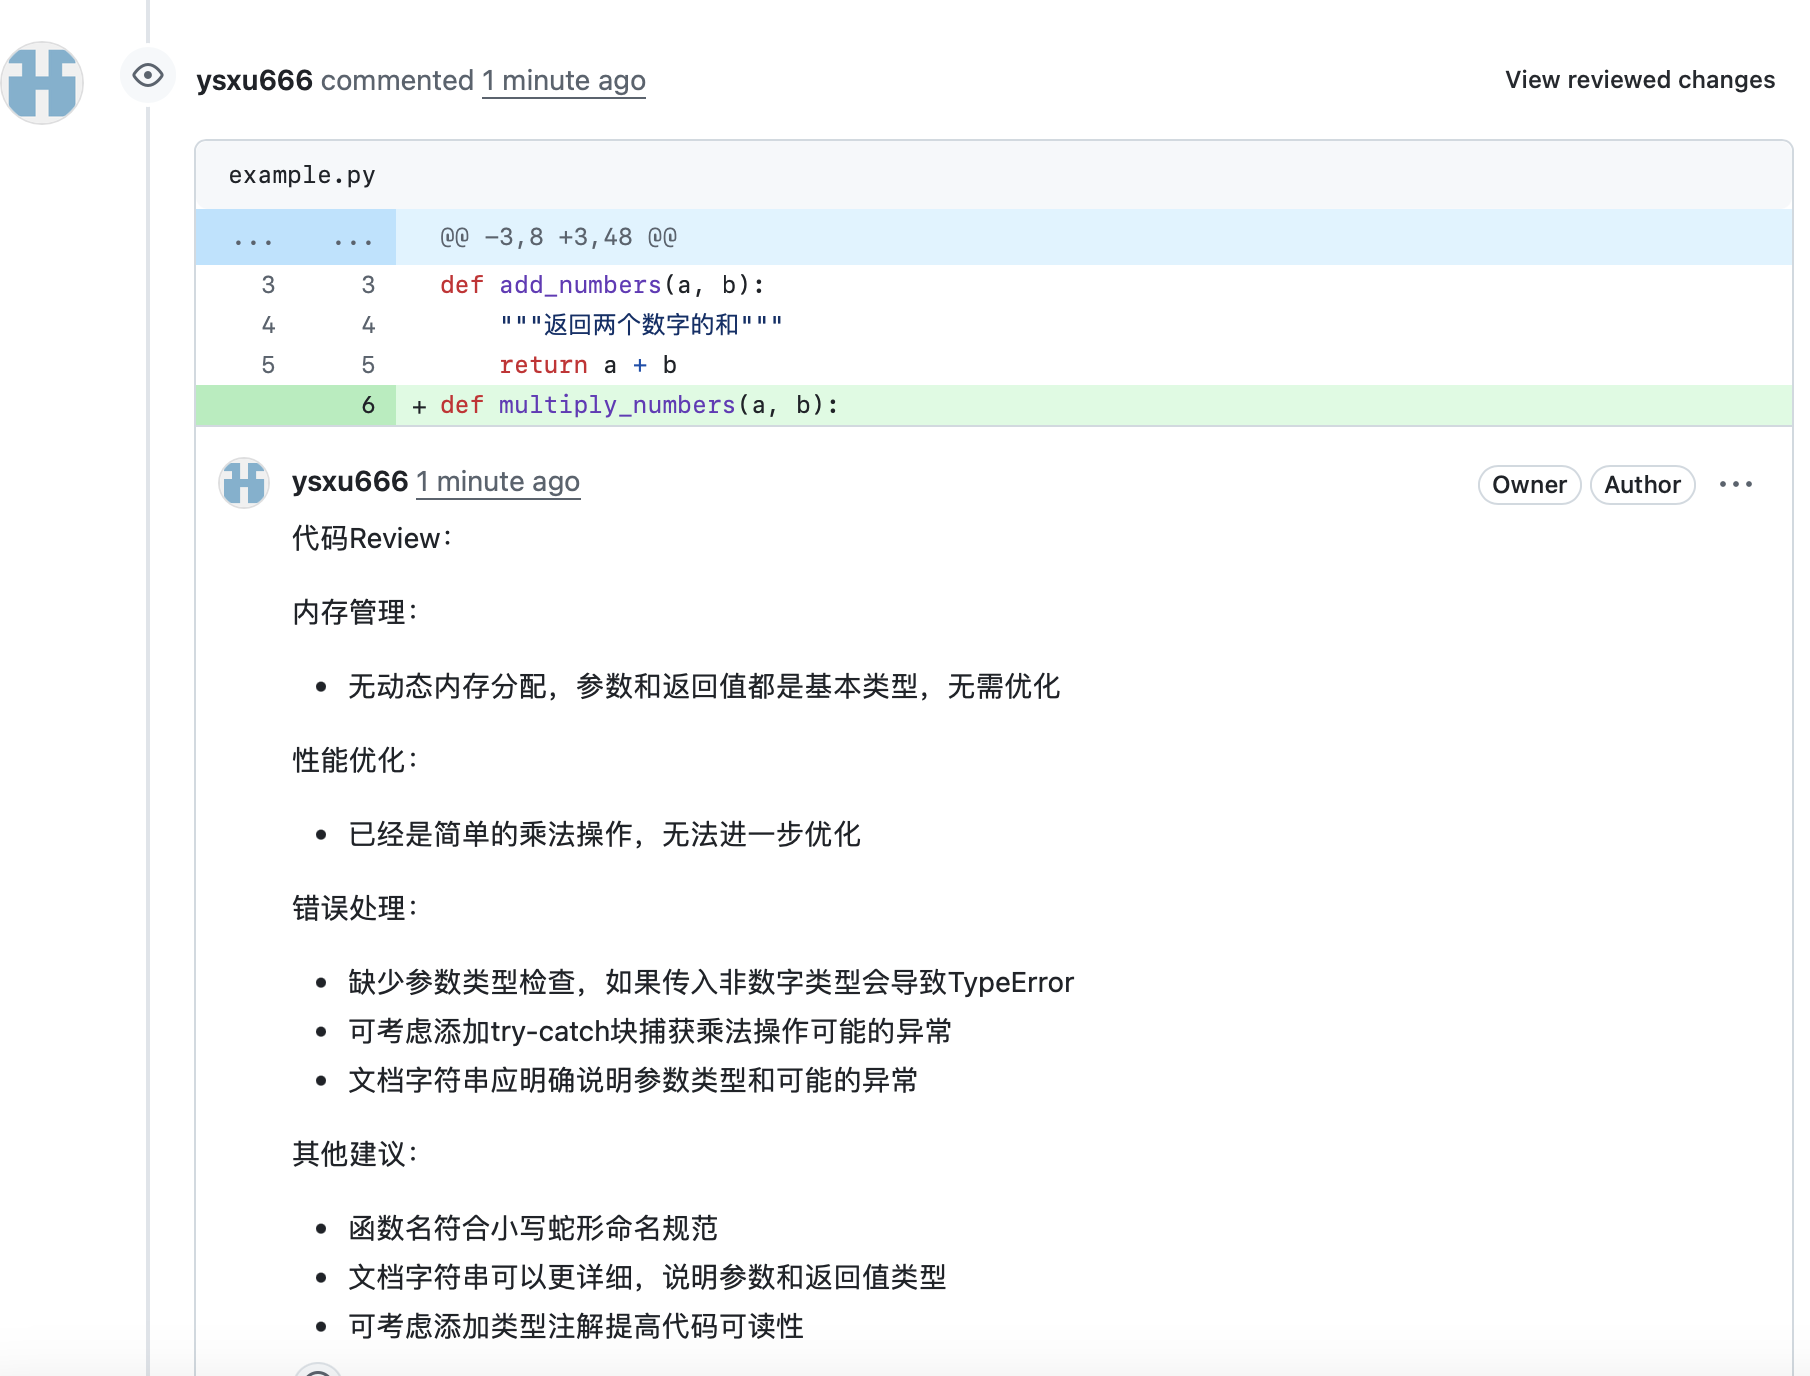 ysxu666 commented 1 minute ago
View reviewed changes
example.py
... ... @@ -3,8 +3,48 @@
3 3 def add_numbers(a, b):
4 4 """返回两个数字的和"""
5 5 return a + b
6 + def multiply_numbers(a, b):
ysxu666 1 minute ago
Owner Author ...
代码Review：
内存管理：
• 无动态内存分配，参数和返回值都是基本类型，无需优化
性能优化：
• 已经是简单的乘法操作，无法进一步优化
错误处理：
• 缺少参数类型检查，如果传入非数字类型会导致TypeError
• 可考虑添加try-catch块捕获乘法操作可能的异常
• 文档字符串应明确说明参数类型和可能的异常
其他建议：
• 函数名符合小写蛇形命名规范
• 文档字符串可以更详细，说明参数和返回值类型
• 可考虑添加类型注解提高代码可读性